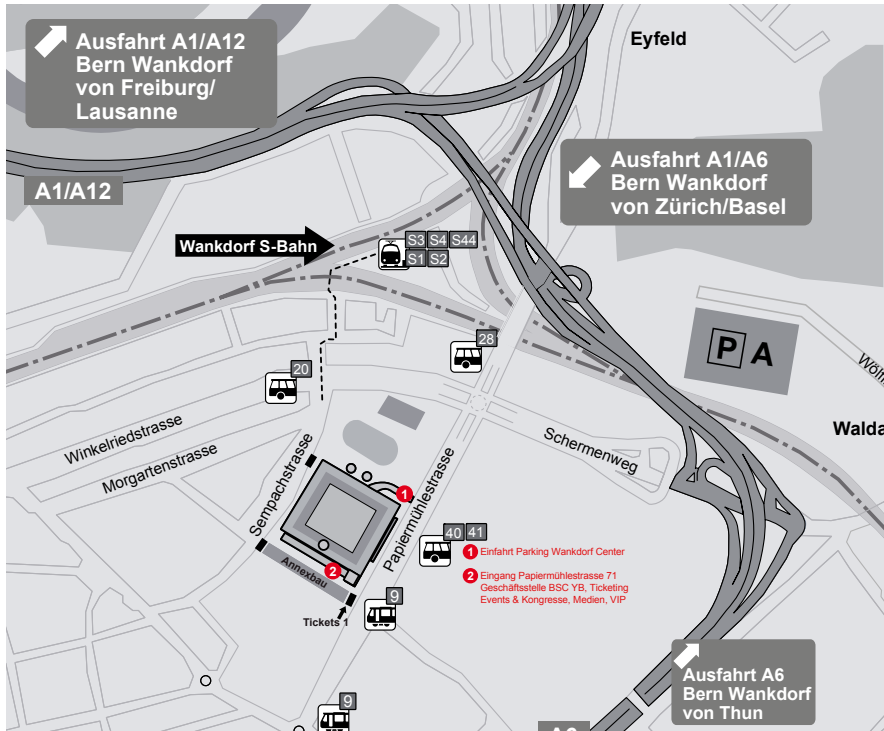 Ausfahrt A1/A12
Bern Wankdorf
von Freiburg/
Lausanne
Eyfeld
Ausfahrt A1/A6
Bern Wankdorf
von Zürich/Basel
A1/A12
Wankdorf S-Bahn
S3 S4 S44
S1 S2
28
P A
20
Winkelriedstrasse
Morgartenstrasse
Sempachstrasse
Papiermühlestrasse
Schermenweg
Walda
1
40 41
1 Einfahrt Parking Wankdorf Center
2 Eingang Papiermühlestrasse 71
Geschäftsstelle BSC YB, Ticketing
Events & Kongresse, Medien, VIP
2
Annexbau
Tickets 1
9
Ausfahrt A6
Bern Wankdorf
von Thun
9